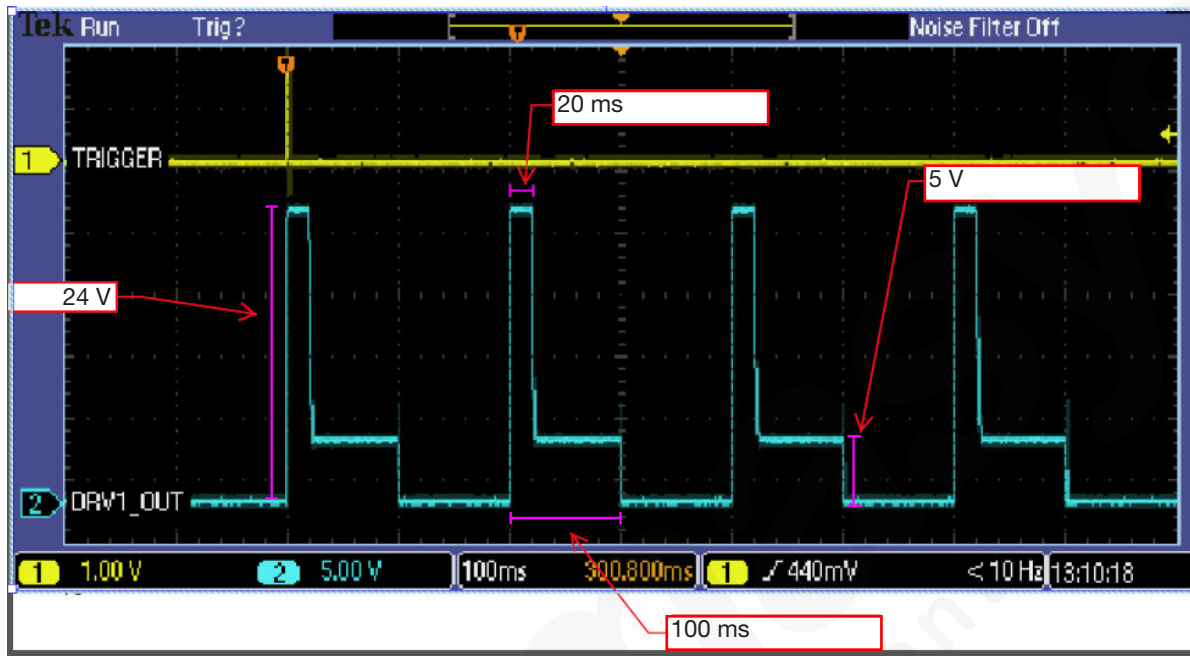 Tek Run Trig? Noise Filter Off
20 ms
1 TRIGGER
5 V
24 V
2 DRV1_OUT
1 1.00 V 2 5.00 V 100ms 300.800ms 1 440mV < 10 Hz 13:10:18
100 ms